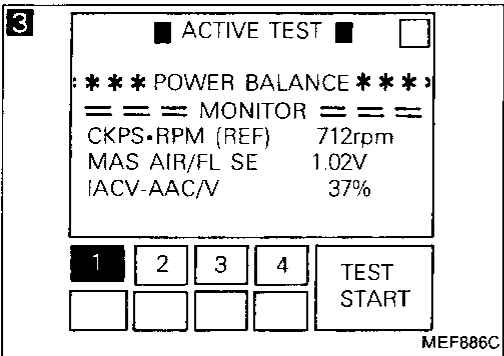 3
■ ACTIVE TEST ■
*** POWER BALANCE ***
=== MONITOR ===
CKPS•RPM (REF) 712rpm
MAS AIR/FL SE 1.02V
IACV-AAC/V 37%
1 2 3 4 TEST START
MEF886C